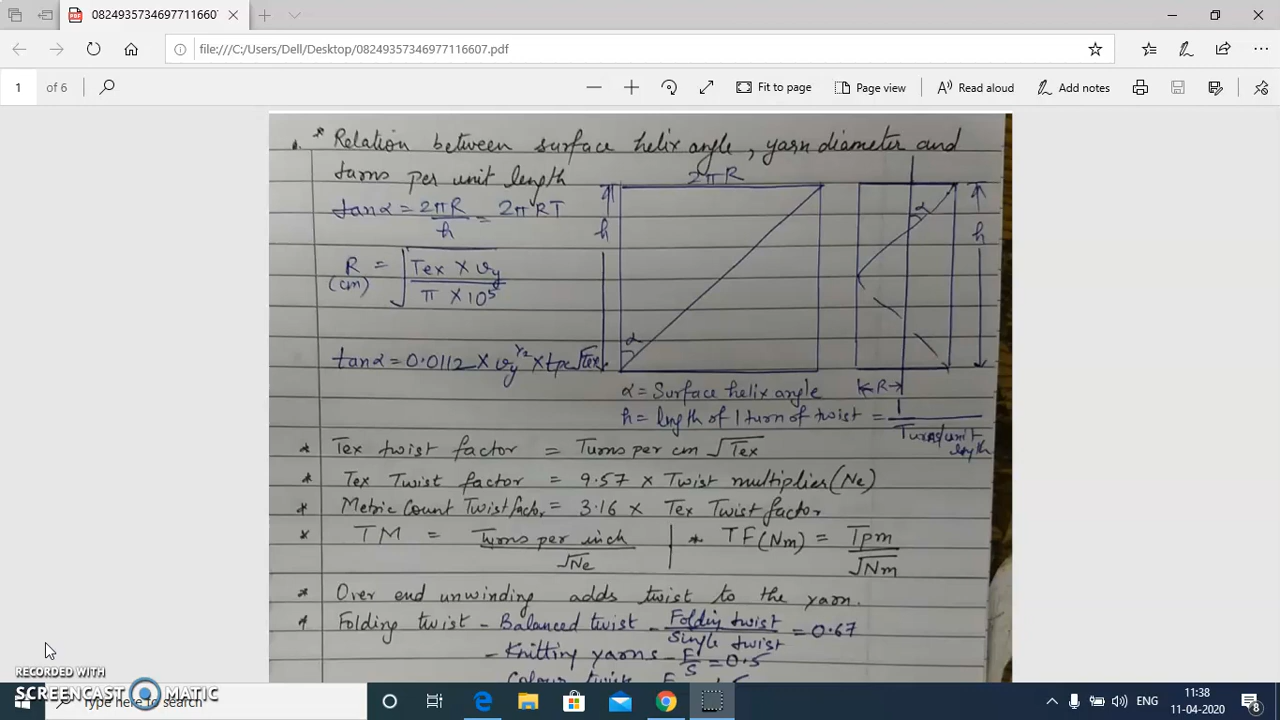 08249357346977116607
file:///C:/Users/Dell/Desktop/08249357346977116607.pdf
1 of 6
Fit to page
Page view
Read aloud
Add notes
* Relation between surface helix angle, yarn diameter and
turns per unit length
tanα = 2πR/h = 2πRT
R (cm) = √(Tex × vy / π × 10⁵)
tanα = 0.0112 × vy^1/2 × tpc√Tex
2πR
h
α
α
h
R
α = Surface helix angle
h = length of 1 turn of twist = 1/Turns/unit length
* Tex twist factor = Turns per cm √Tex
* Tex Twist factor = 9.57 × Twist multiplier (Ne)
* Metric Count Twist factor = 3.16 × Tex Twist factor
* TM = Turns per inch/√Ne | * TF(Nm) = Tpm/√Nm
* Over end unwinding adds twist to the yarn.
* Folding twist - Balanced twist - Folding twist/Single twist = 0.67
- Knitting yarns - F/S = 0.5
RECORDED WITH
SCREENCAST MATIC
Type here to search
ENG
11:38
11-04-2020
8